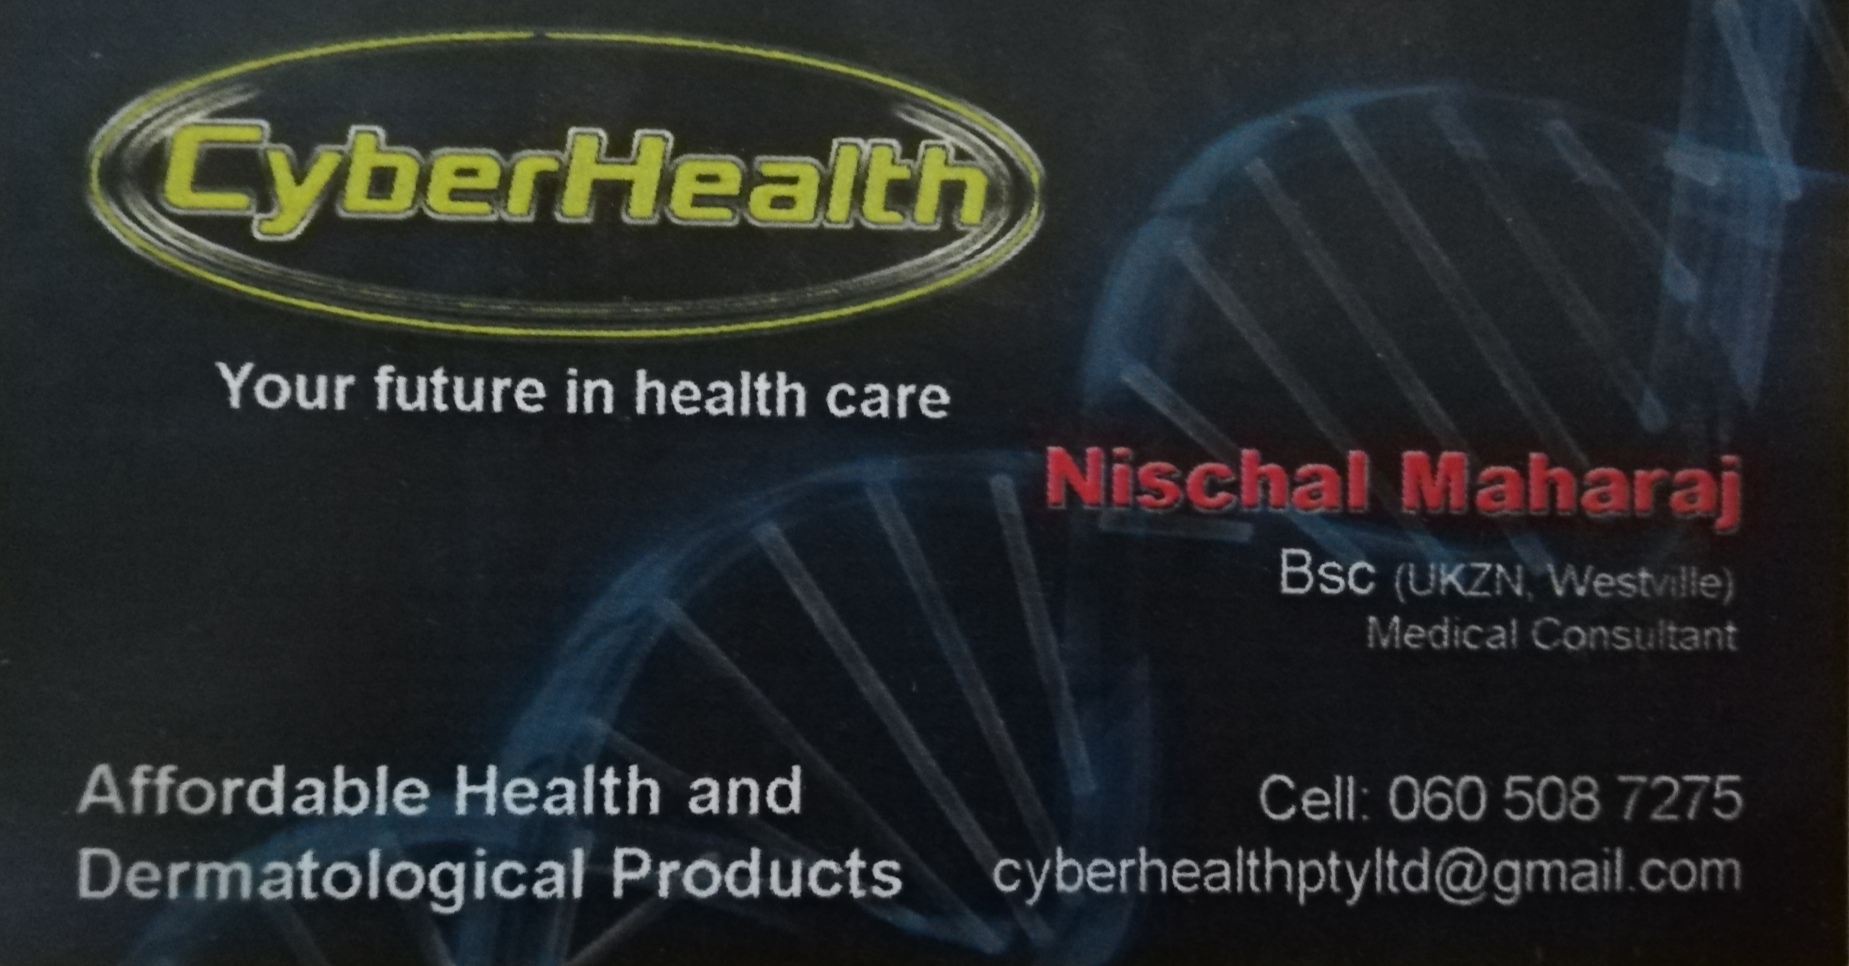 CyberHealth
Your future in health care
Nischal Maharaj
Bsc (UKZN, Westville)
Medical Consultant
Affordable Health and
Dermatological Products
Cell: 060 508 7275
cyberhealthptyltd@gmail.com